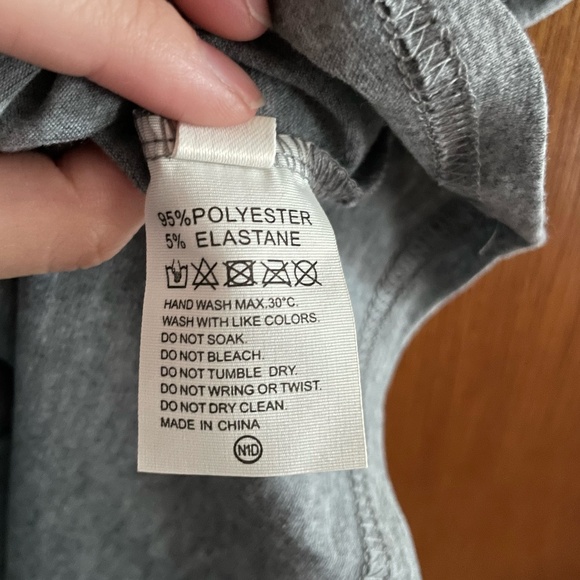 95% POLYESTER
5% ELASTANE
HAND WASH MAX.30°C.
WASH WITH LIKE COLORS.
DO NOT SOAK.
DO NOT BLEACH.
DO NOT TUMBLE DRY.
DO NOT WRING OR TWIST.
DO NOT DRY CLEAN.
MADE IN CHINA
N1D